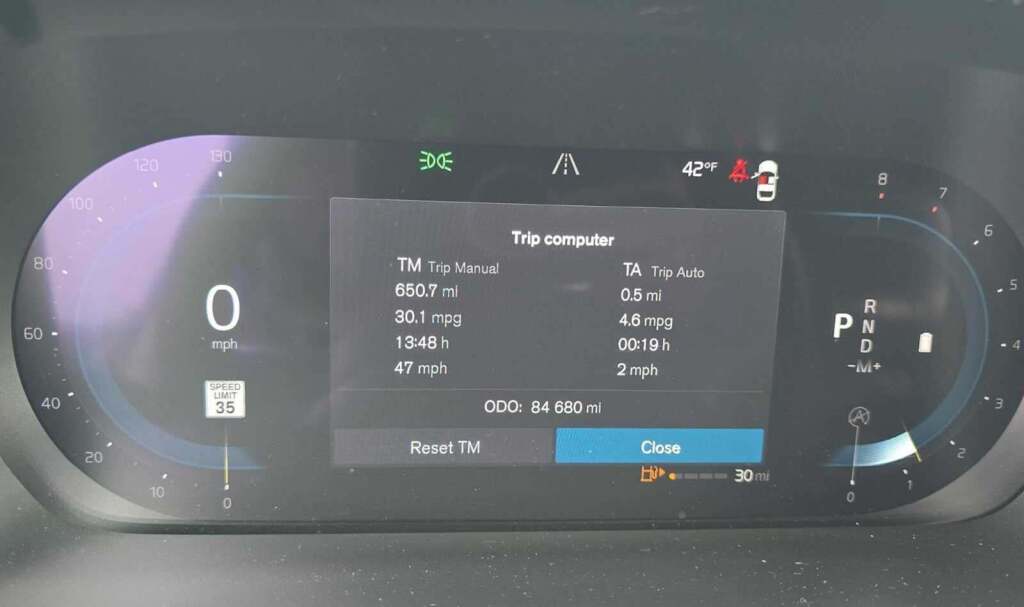 130
120
100
80
60
40
20
10
0
0
mph
SPEED
LIMIT
35
42°F
Trip computer
TM Trip Manual
650.7 mi
30.1 mpg
13:48 h
47 mph
TA Trip Auto
0.5 mi
4.6 mpg
00:19 h
2 mph
ODO: 84 680 mi
Reset TM
Close
30 mi
P
R
N
D
-M+
A
8
7
6
5
4
3
2
1
0